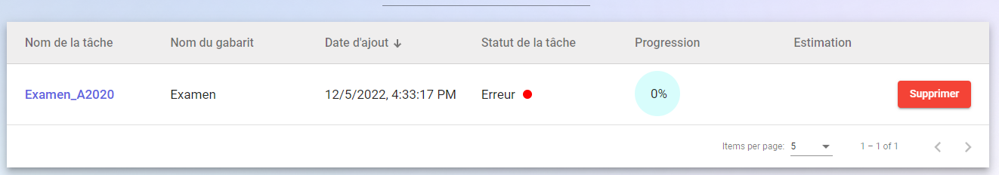 Nom de la tâche Nom du gabarit Date d'ajout ↓ Statut de la tâche Progression Estimation
Examen_A2020 Examen 12/5/2022, 4:33:17 PM Erreur 0% Supprimer
Items per page: 5 1 – 1 of 1